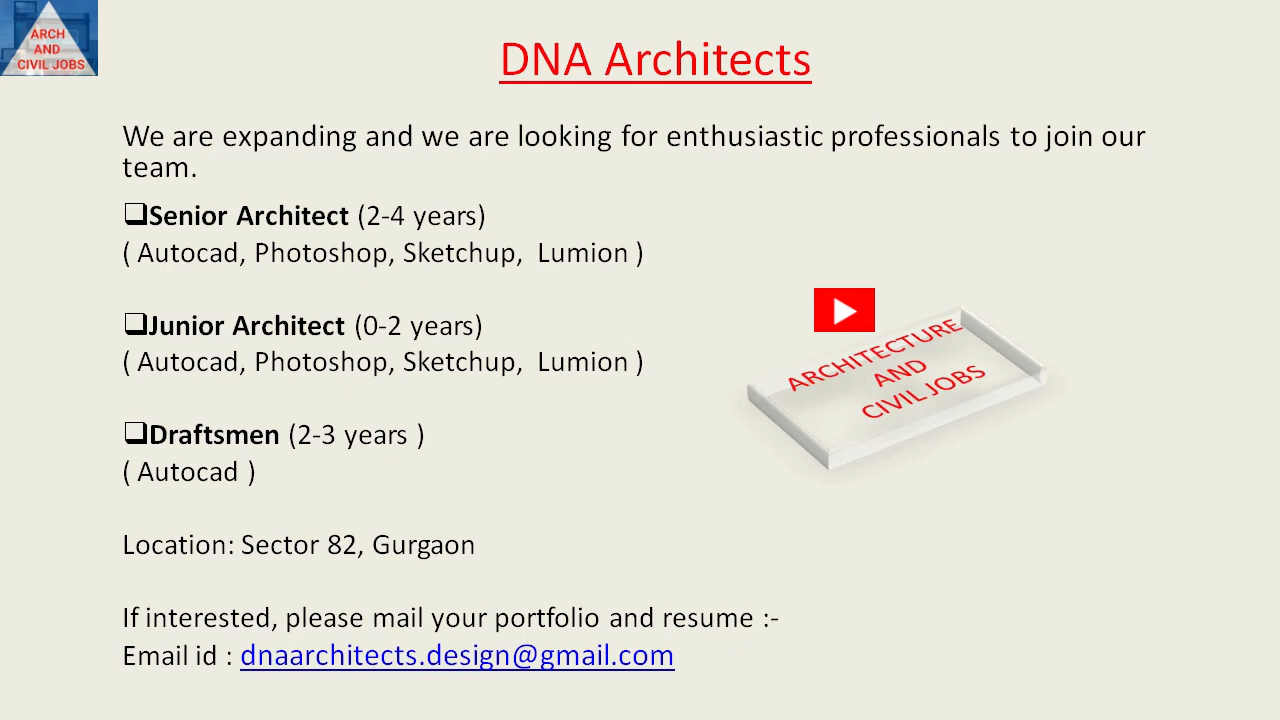 ARCH
AND
CIVIL JOBS
DNA Architects
We are expanding and we are looking for enthusiastic professionals to join our
team.
❑Senior Architect (2-4 years)
( Autocad, Photoshop, Sketchup,  Lumion )
❑Junior Architect (0-2 years)
( Autocad, Photoshop, Sketchup,  Lumion )
❑Draftsmen (2-3 years )
( Autocad )
Location: Sector 82, Gurgaon
If interested, please mail your portfolio and resume :-
Email id : dnaarchitects.design@gmail.com
ARCHITECTURE
AND
CIVIL JOBS